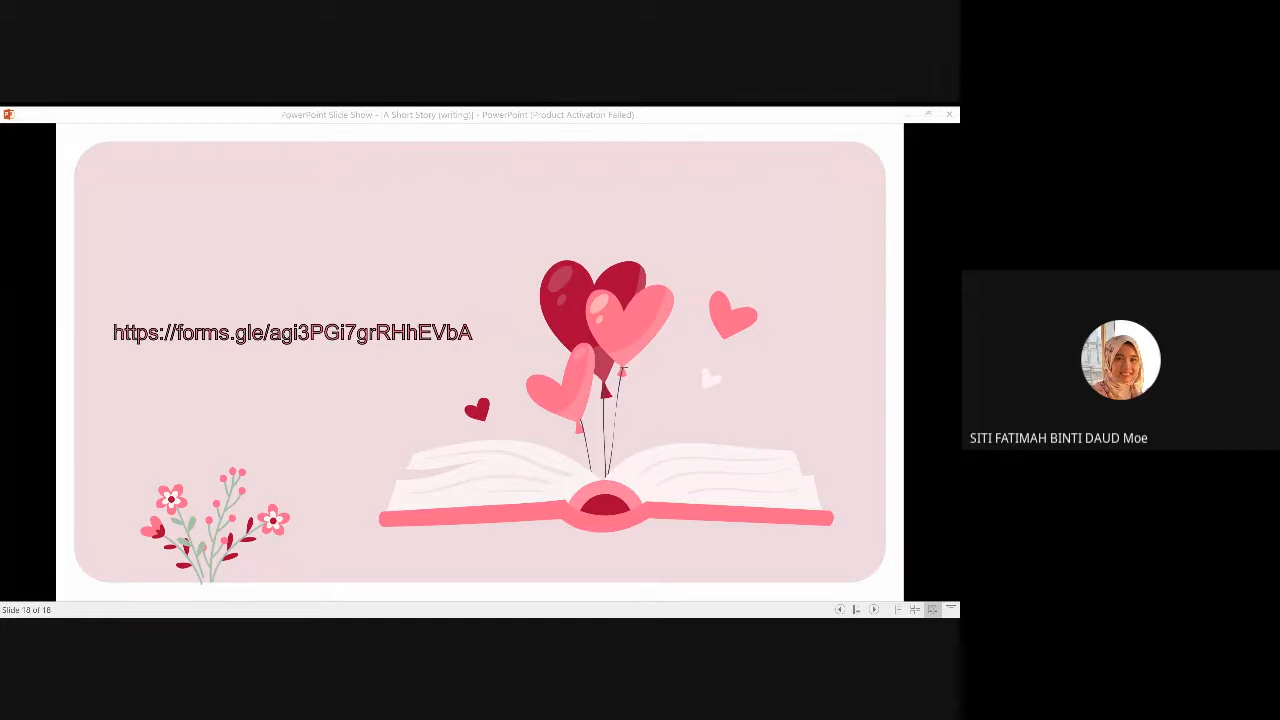 PowerPoint Slide Show - [A Short Story (writing)] - PowerPoint (Product Activation Failed)
https://forms.gle/agi3PGi7grRHhEVbA
SITI FATIMAH BINTI DAUD Moe
Slide 18 of 18